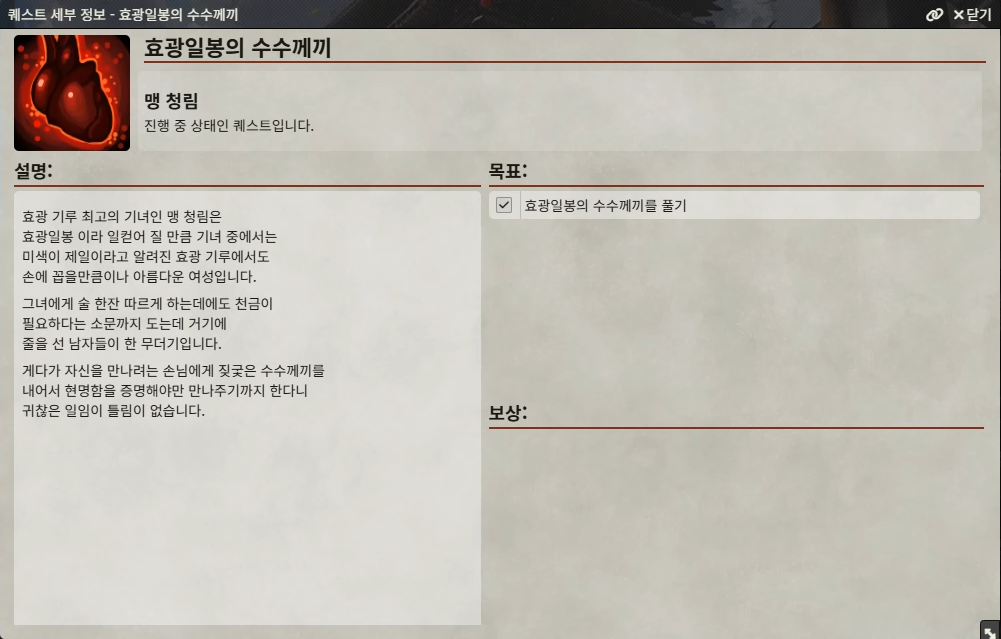 퀘스트 세부 정보 - 효광일봉의 수수께끼
닫기
효광일봉의 수수께끼
맹 청림
진행 중 상태인 퀘스트입니다.
설명:
효광 기루 최고의 기녀인 맹 청림은
효광일봉 이라 일컫어 질 만큼 기녀 중에서는
미색이 제일이라고 알려진 효광 기루에서도
손에 꼽을만큼이나 아름다운 여성입니다.
그녀에게 술 한잔 따르게 하는데에도 천금이
필요하다는 소문까지 도는데 거기에
줄을 선 남자들이 한 무더기입니다.
게다가 자신을 만나려는 손님에게 짖궂은 수수께끼를
내어서 현명함을 증명해야만 만나주기까지 한다니
귀찮은 일임이 틀림이 없습니다.
목표:
효광일봉의 수수께끼를 풀기
보상: